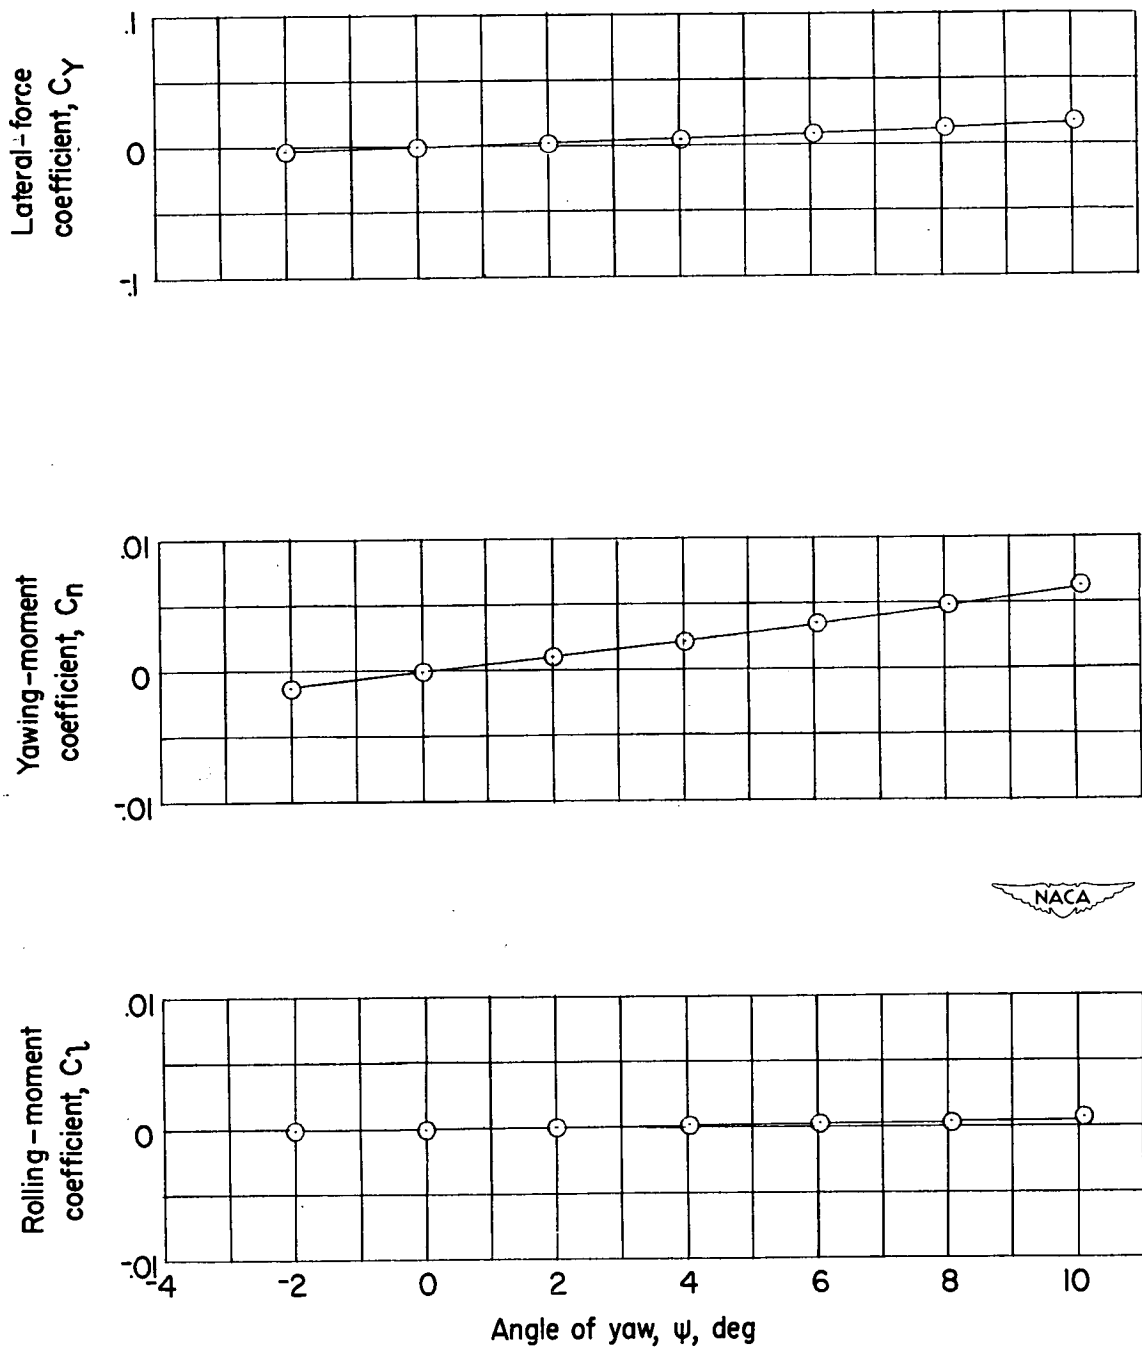 .1
Lateral-force
coefficient, CY
0
-.1
.01
Yawing-moment
coefficient, Cn
0
-.01
NACA
.01
Rolling-moment
coefficient, Cl
0
-.01
-4 -2 0 2 4 6 8 10
Angle of yaw, ψ, deg